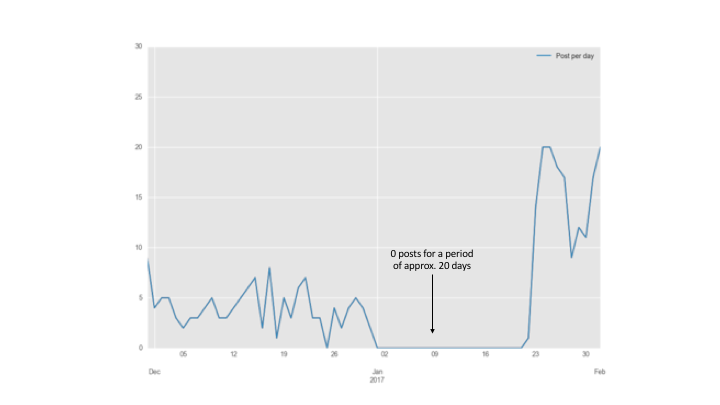 30
Post per day
25
20
15
10
0 posts for a period
of approx. 20 days
5
0
05 12 19 26 02 09 16 23 30
Dec Jan Feb
2017